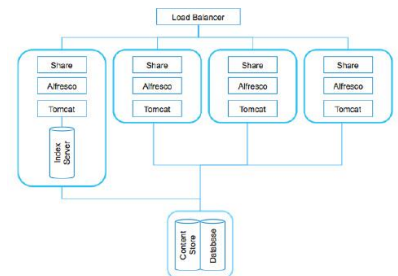 Load Balancer
Share
Alfresco
Tomcat
Index
Server
Share
Alfresco
Tomcat
Share
Alfresco
Tomcat
Share
Alfresco
Tomcat
Content
Store
Database